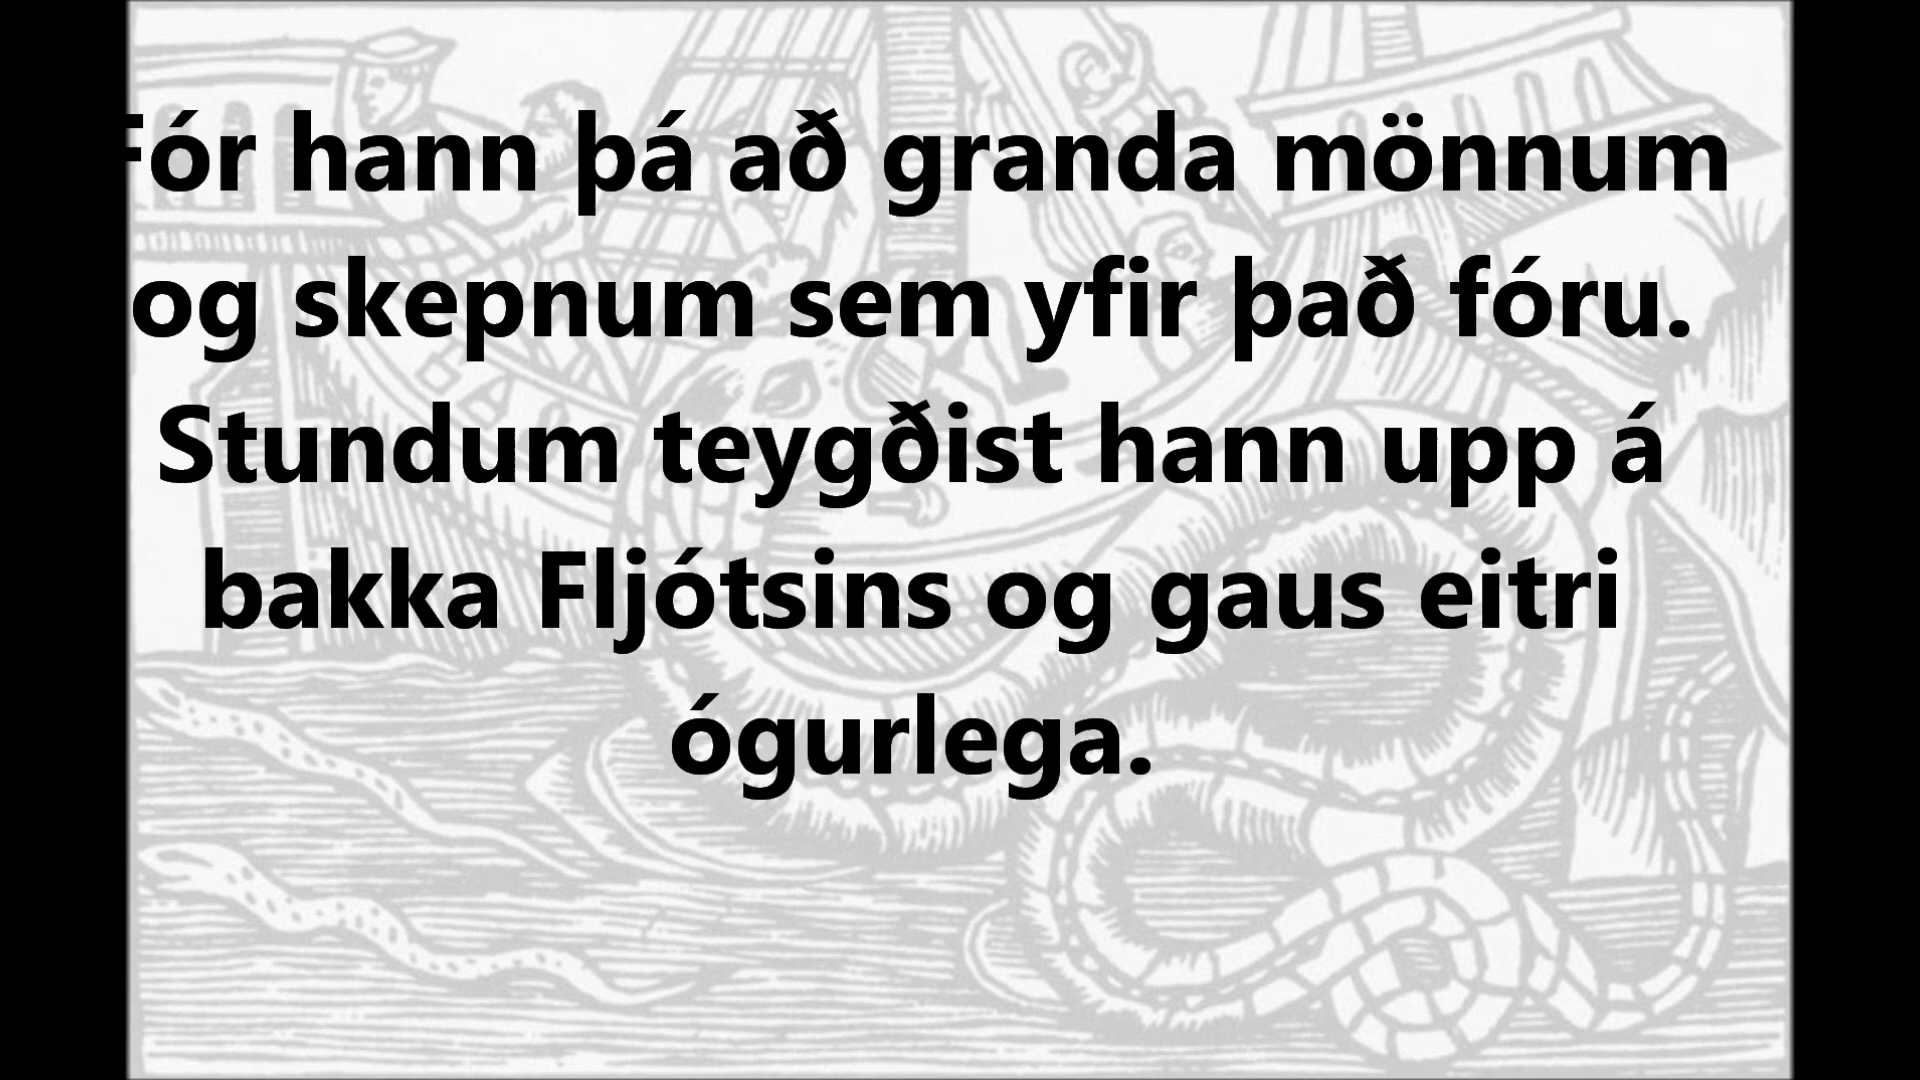 Fór hann þá að granda mönnum
og skepnum sem yfir það fóru.
Stundum teygðist hann upp á
bakka Fljótsins og gaus eitri
ógurlega.